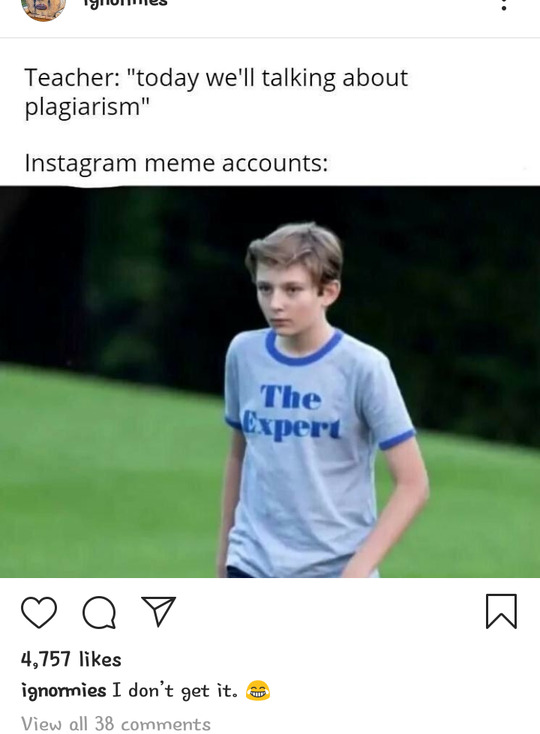 ignormies
Teacher: "today we'll talking about
plagiarism"
Instagram meme accounts:
The
Expert
4,757 likes
ignormies I don't get it. 😂
View all 38 comments